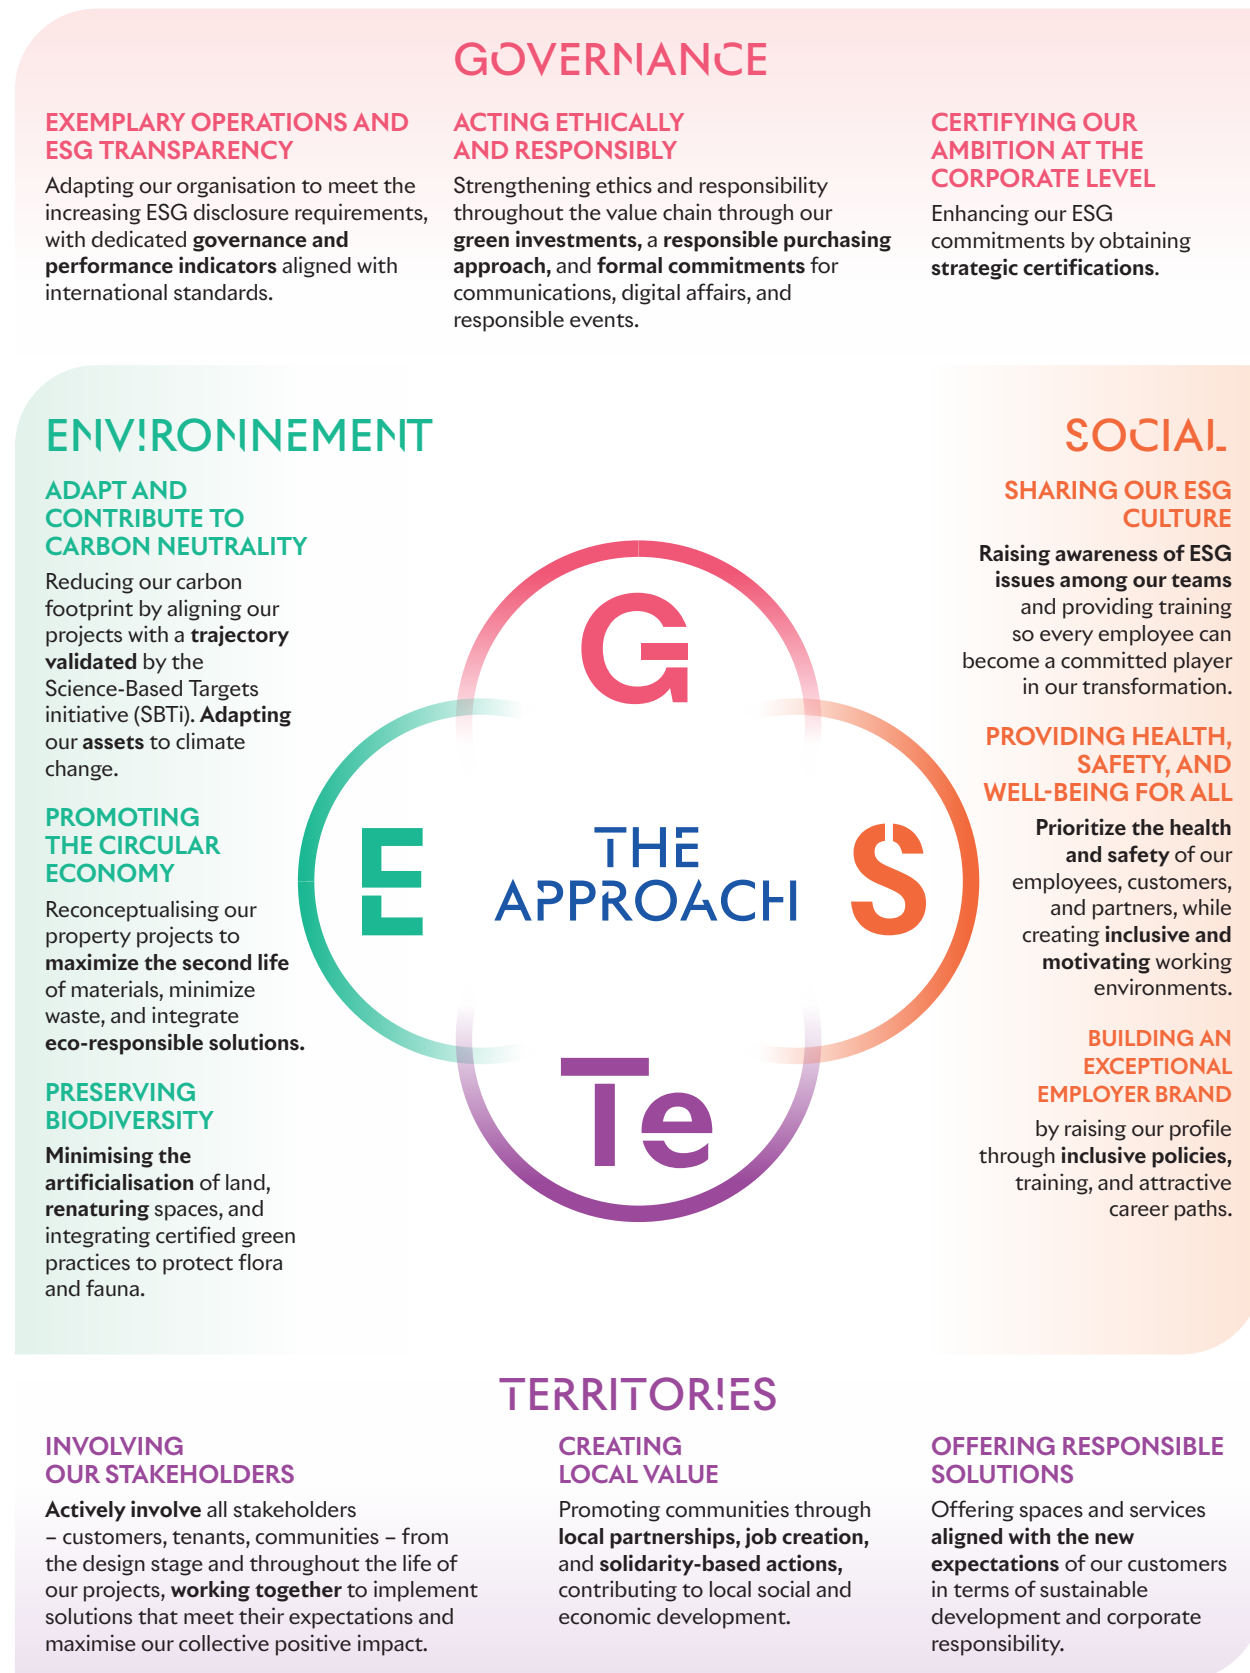 GOVERNANCE
EXEMPLARY OPERATIONS AND
ESG TRANSPARENCY
Adapting our organisation to meet the
increasing ESG disclosure requirements,
with dedicated governance and
performance indicators aligned with
international standards.
ACTING ETHICALLY
AND RESPONSIBLY
Strengthening ethics and responsibility
throughout the value chain through our
green investments, a responsible purchasing
approach, and formal commitments for
communications, digital affairs, and
responsible events.
CERTIFYING OUR
AMBITION AT THE
CORPORATE LEVEL
Enhancing our ESG
commitments by obtaining
strategic certifications.
ENV!RONNEMENT
ADAPT AND
CONTRIBUTE TO
CARBON NEUTRALITY
Reducing our carbon
footprint by aligning our
projects with a trajectory
validated by the
Science-Based Targets
initiative (SBTi). Adapting
our assets to climate
change.
PROMOTING
THE CIRCULAR
ECONOMY
Reconceptualising our
property projects to
maximize the second life
of materials, minimize
waste, and integrate
eco-responsible solutions.
PRESERVING
BIODIVERSITY
Minimising the
artificialisation of land,
renaturing spaces, and
integrating certified green
practices to protect flora
and fauna.
G
E
THE
APPROACH
S
Te
SOCIAL
SHARING OUR ESG
CULTURE
Raising awareness of ESG
issues among our teams
and providing training
so every employee can
become a committed player
in our transformation.
PROVIDING HEALTH,
SAFETY, AND
WELL-BEING FOR ALL
Prioritize the health
and safety of our
employees, customers,
and partners, while
creating inclusive and
motivating working
environments.
BUILDING AN
EXCEPTIONAL
EMPLOYER BRAND
by raising our profile
through inclusive policies,
training, and attractive
career paths.
TERRITOR!ES
INVOLVING
OUR STAKEHOLDERS
Actively involve all stakeholders
– customers, tenants, communities – from
the design stage and throughout the life of
our projects, working together to implement
solutions that meet their expectations and
maximise our collective positive impact.
CREATING
LOCAL VALUE
Promoting communities through
local partnerships, job creation,
and solidarity-based actions,
contributing to local social and
economic development.
OFFERING RESPONSIBLE
SOLUTIONS
Offering spaces and services
aligned with the new
expectations of our customers
in terms of sustainable
development and corporate
responsibility.